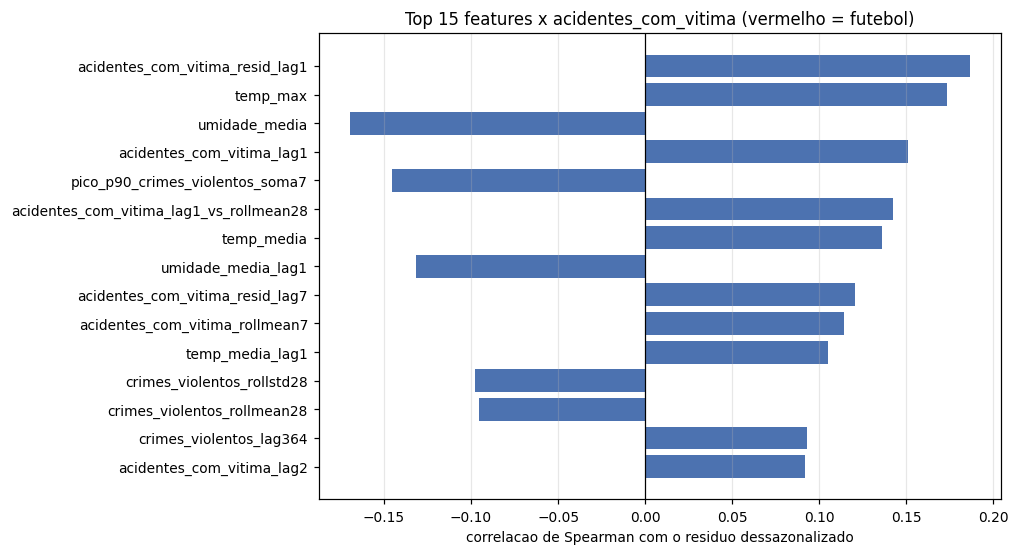 Top 15 features x acidentes_com_vitima (vermelho = futebol)
acidentes_com_vitima_resid_lag1
temp_max
umidade_media
acidentes_com_vitima_lag1
pico_p90_crimes_violentos_soma7
acidentes_com_vitima_lag1_vs_rollmean28
temp_media
umidade_media_lag1
acidentes_com_vitima_resid_lag7
acidentes_com_vitima_rollmean7
temp_media_lag1
crimes_violentos_rollstd28
crimes_violentos_rollmean28
crimes_violentos_lag364
acidentes_com_vitima_lag2
−0.15 −0.10 −0.05 0.00 0.05 0.10 0.15 0.20
correlacao de Spearman com o residuo dessazonalizado